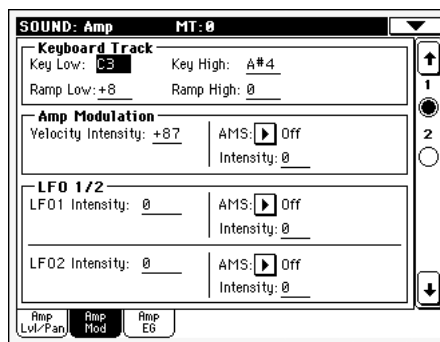 SOUND: Amp MT:0
Keyboard Track
Key Low: C3 Key High: A#4
Ramp Low: +8 Ramp High: 0
Amp Modulation
Velocity Intensity: +87 AMS: Off
Intensity: 0
LFO 1/2
LFO1 Intensity: 0 AMS: Off
Intensity: 0
LFO2 Intensity: 0 AMS: Off
Intensity: 0
1
2
Amp Lvl/Pan
Amp Mod
Amp EG